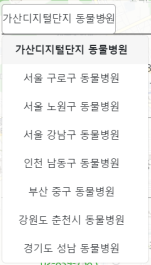 가산디지털단지 동물병원
가산디지털단지 동물병원
서울 구로구 동물병원
서울 노원구 동물병원
서울 강남구 동물병원
인천 남동구 동물병원
부산 중구 동물병원
강원도 춘천시 동물병원
경기도 성남 동물병원